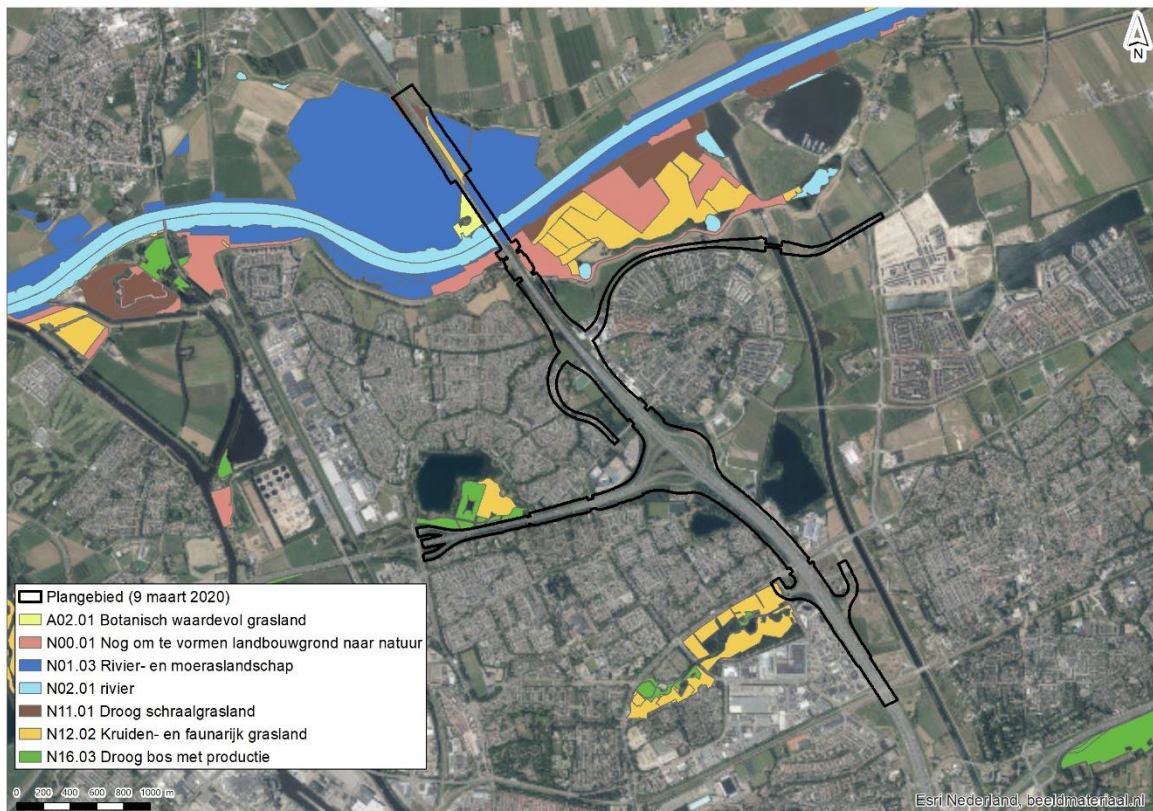 N
Plangebied (9 maart 2020)
A02.01 Botanisch waardevol grasland
N00.01 Nog om te vormen landbouwgrond naar natuur
N01.03 Rivier- en moeraslandschap
N02.01 rivier
N11.01 Droog schraalgrasland
N12.02 Kruiden- en faunarijk grasland
N16.03 Droog bos met productie
0 200 400 600 800 1000 m
Esri Nederland, beeldmateriaal.nl